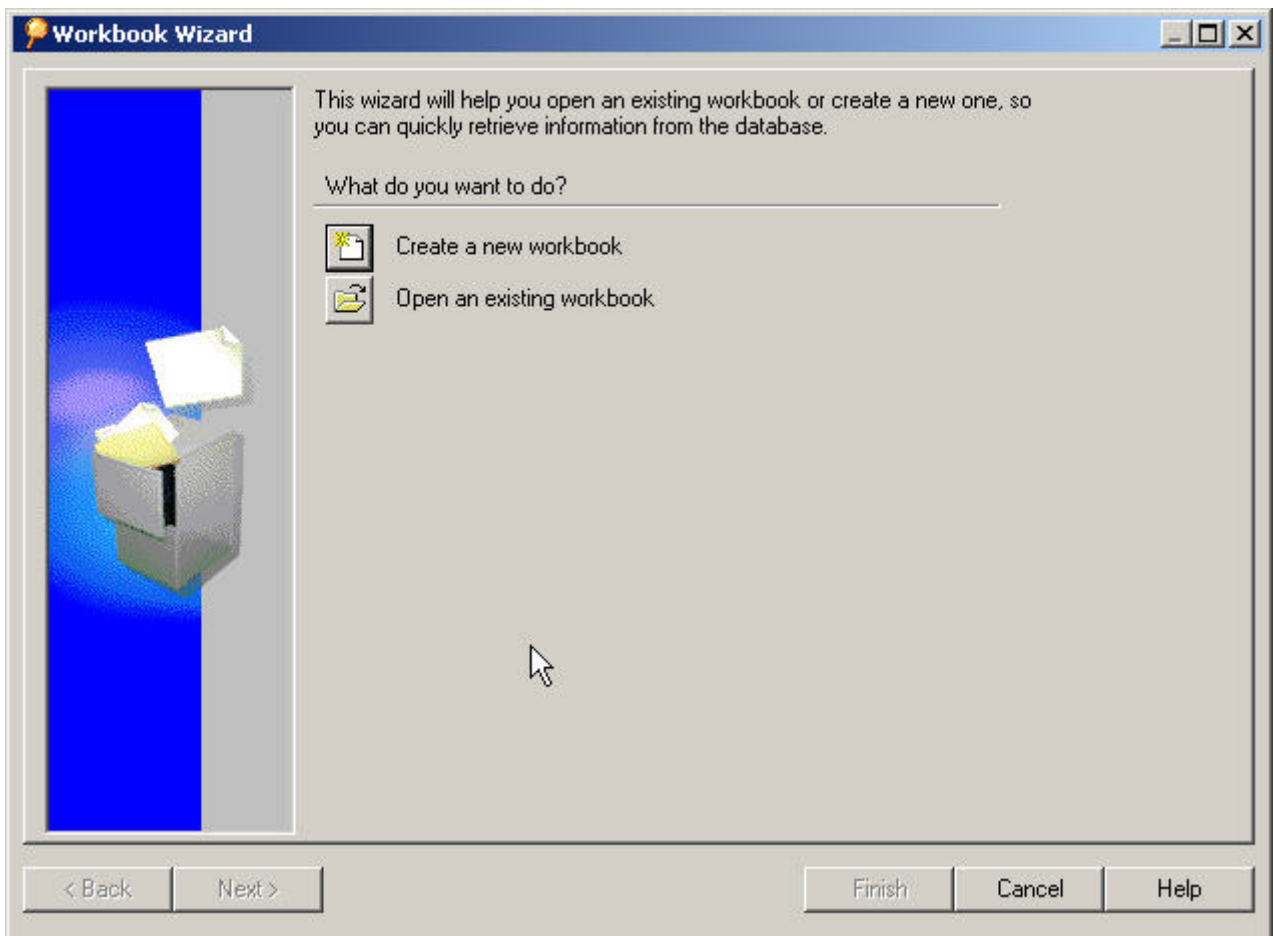 Workbook Wizard
This wizard will help you open an existing workbook or create a new one, so
you can quickly retrieve information from the database.
What do you want to do?
Create a new workbook
Open an existing workbook
< Back Next > Finish Cancel Help